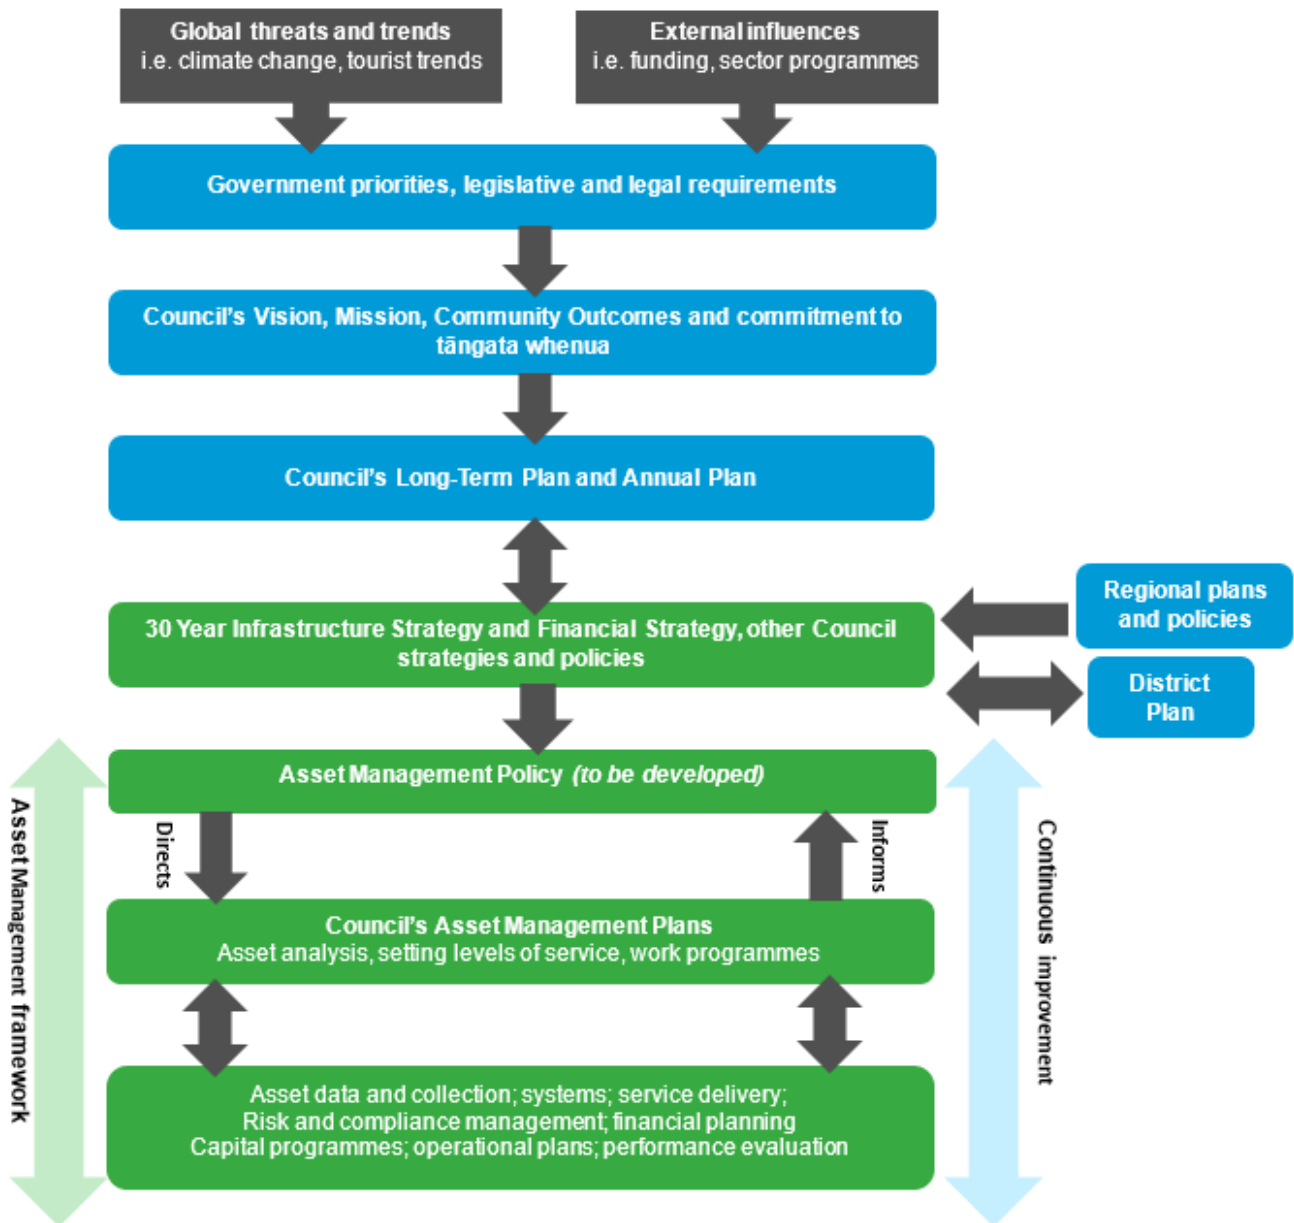 Global threats and trends
i.e. climate change, tourist trends
External influences
i.e. funding, sector programmes
Government priorities, legislative and legal requirements
Council's Vision, Mission, Community Outcomes and commitment to
tāngata whenua
Council's Long-Term Plan and Annual Plan
30 Year Infrastructure Strategy and Financial Strategy, other Council
strategies and policies
Regional plans
and policies
District
Plan
Asset Management Policy (to be developed)
Directs
Informs
Council's Asset Management Plans
Asset analysis, setting levels of service, work programmes
Asset data and collection; systems; service delivery;
Risk and compliance management; financial planning
Capital programmes; operational plans; performance evaluation
Asset Management framework
Continuous improvement